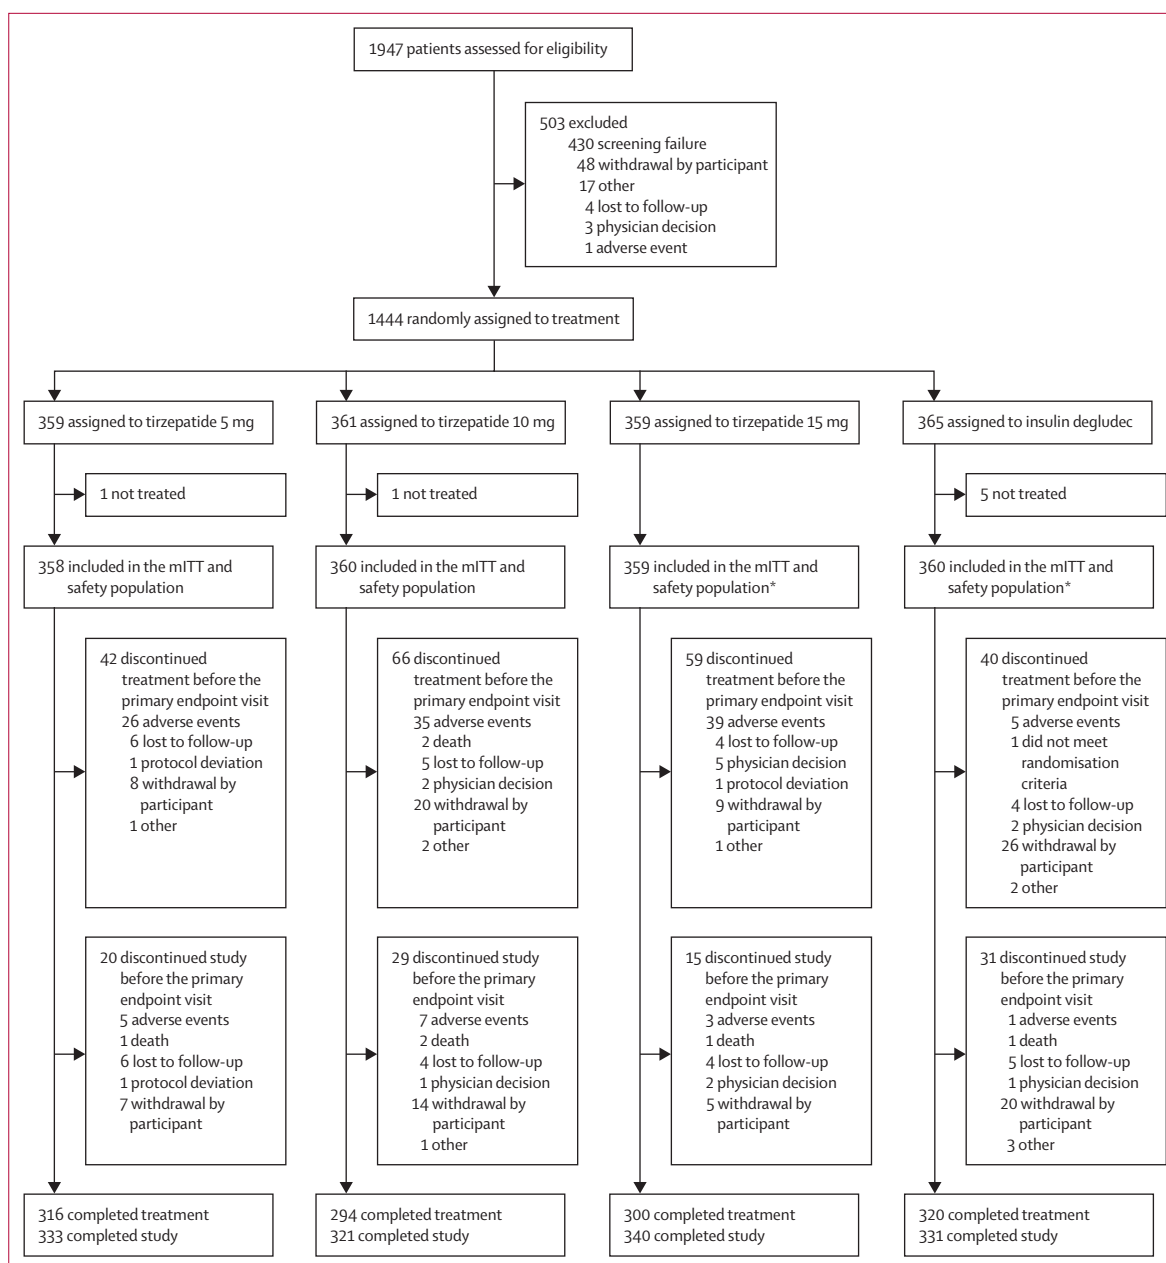 1947 patients assessed for eligibility
503 excluded
430 screening failure
48 withdrawal by participant
17 other
4 lost to follow-up
3 physician decision
1 adverse event
1444 randomly assigned to treatment
359 assigned to tirzepatide 5 mg
361 assigned to tirzepatide 10 mg
359 assigned to tirzepatide 15 mg
365 assigned to insulin degludec
1 not treated
1 not treated
5 not treated
358 included in the mITT and
safety population
360 included in the mITT and
safety population
359 included in the mITT and
safety population*
360 included in the mITT and
safety population*
42 discontinued
treatment before the
primary endpoint visit
26 adverse events
6 lost to follow-up
1 protocol deviation
8 withdrawal by
participant
1 other
66 discontinued
treatment before the
primary endpoint visit
35 adverse events
2 death
5 lost to follow-up
2 physician decision
20 withdrawal by
participant
2 other
59 discontinued
treatment before the
primary endpoint visit
39 adverse events
4 lost to follow-up
5 physician decision
1 protocol deviation
9 withdrawal by
participant
1 other
40 discontinued
treatment before the
primary endpoint visit
5 adverse events
1 did not meet
randomisation
criteria
4 lost to follow-up
2 physician decision
26 withdrawal by
participant
2 other
20 discontinued study
before the primary
endpoint visit
5 adverse events
1 death
6 lost to follow-up
1 protocol deviation
7 withdrawal by
participant
29 discontinued study
before the primary
endpoint visit
7 adverse events
2 death
4 lost to follow-up
1 physician decision
14 withdrawal by
participant
1 other
15 discontinued study
before the primary
endpoint visit
3 adverse events
1 death
4 lost to follow-up
2 physician decision
5 withdrawal by
participant
31 discontinued study
before the primary
endpoint visit
1 adverse events
1 death
5 lost to follow-up
1 physician decision
20 withdrawal by
participant
3 other
316 completed treatment
333 completed study
294 completed treatment
321 completed study
300 completed treatment
340 completed study
320 completed treatment
331 completed study